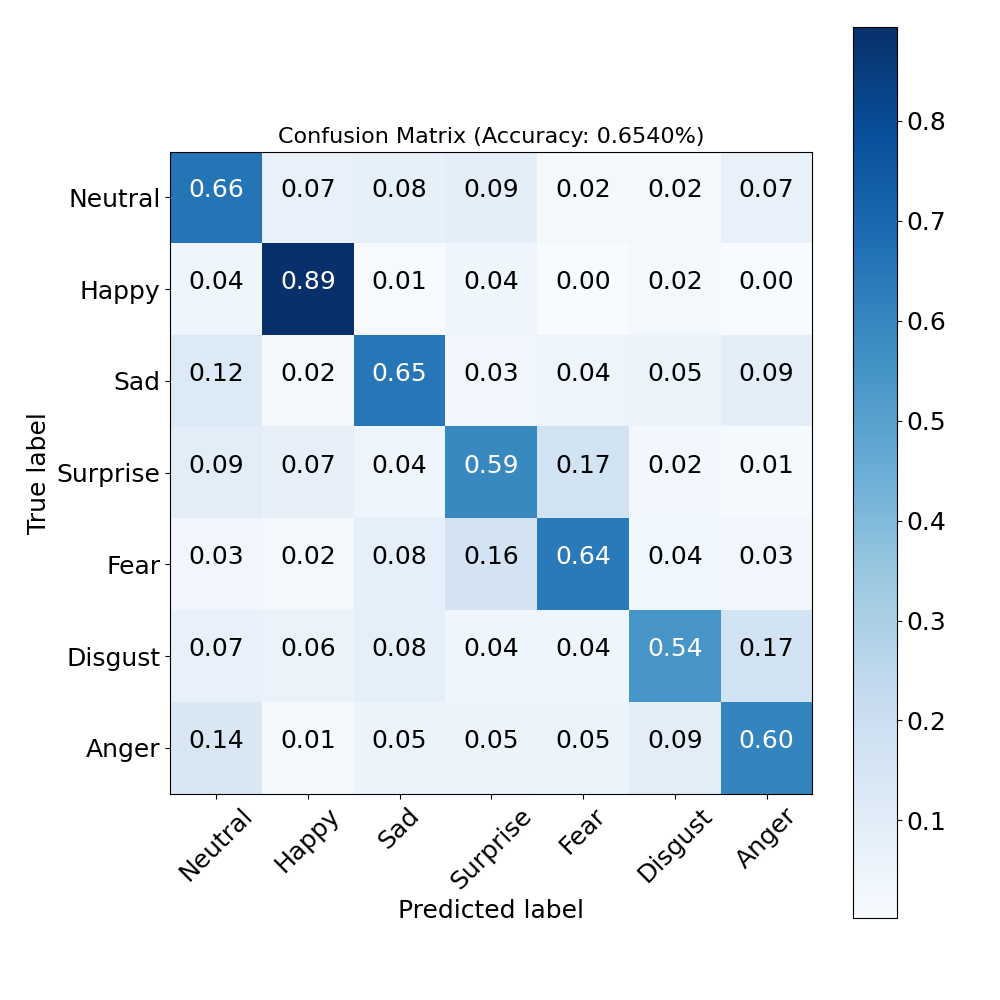 Confusion Matrix (Accuracy: 0.6540%)
Neutral 0.66 0.07 0.08 0.09 0.02 0.02 0.07
Happy 0.04 0.89 0.01 0.04 0.00 0.02 0.00
Sad 0.12 0.02 0.65 0.03 0.04 0.05 0.09
Surprise 0.09 0.07 0.04 0.59 0.17 0.02 0.01
Fear 0.03 0.02 0.08 0.16 0.64 0.04 0.03
Disgust 0.07 0.06 0.08 0.04 0.04 0.54 0.17
Anger 0.14 0.01 0.05 0.05 0.05 0.09 0.60
True label
Neutral Happy Sad Surprise Fear Disgust Anger
Predicted label
0.8
0.7
0.6
0.5
0.4
0.3
0.2
0.1